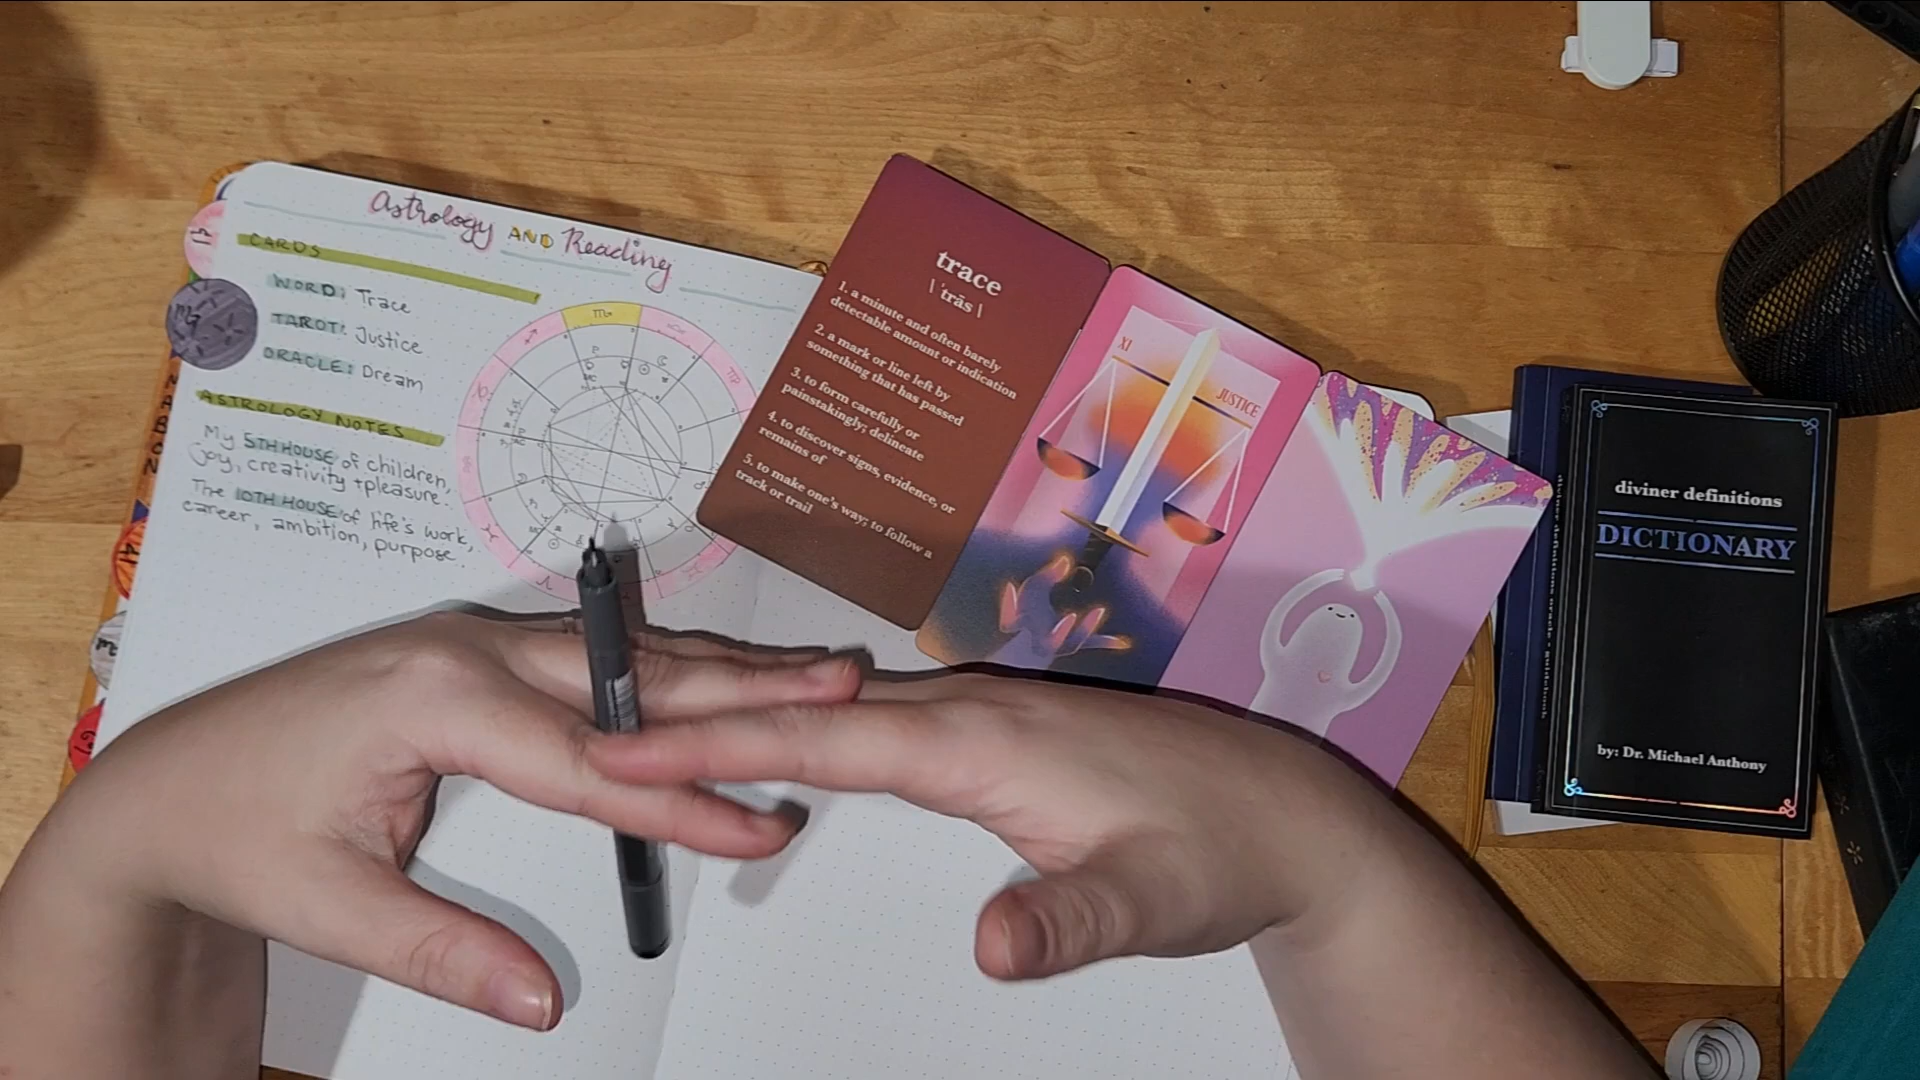 Astrology AND Reading
CARDS
WORD: Trace
TAROT: Justice
ORACLE: Dream
ASTROLOGY NOTES
My 5TH HOUSE of children,
joy, creativity + pleasure.
The 10TH HOUSE of life's work,
career, ambition, purpose.
MABON
trace
| 'trās |
1. a minute and often barely
detectable amount or indication
2. a mark or line left by
something that has passed
3. to form carefully or
painstakingly; delineate
4. to discover signs, evidence, or
remains of
5. to make one's way; to follow a
track or trail
XI
JUSTICE
diviner definitions
DICTIONARY
by: Dr. Michael Anthony